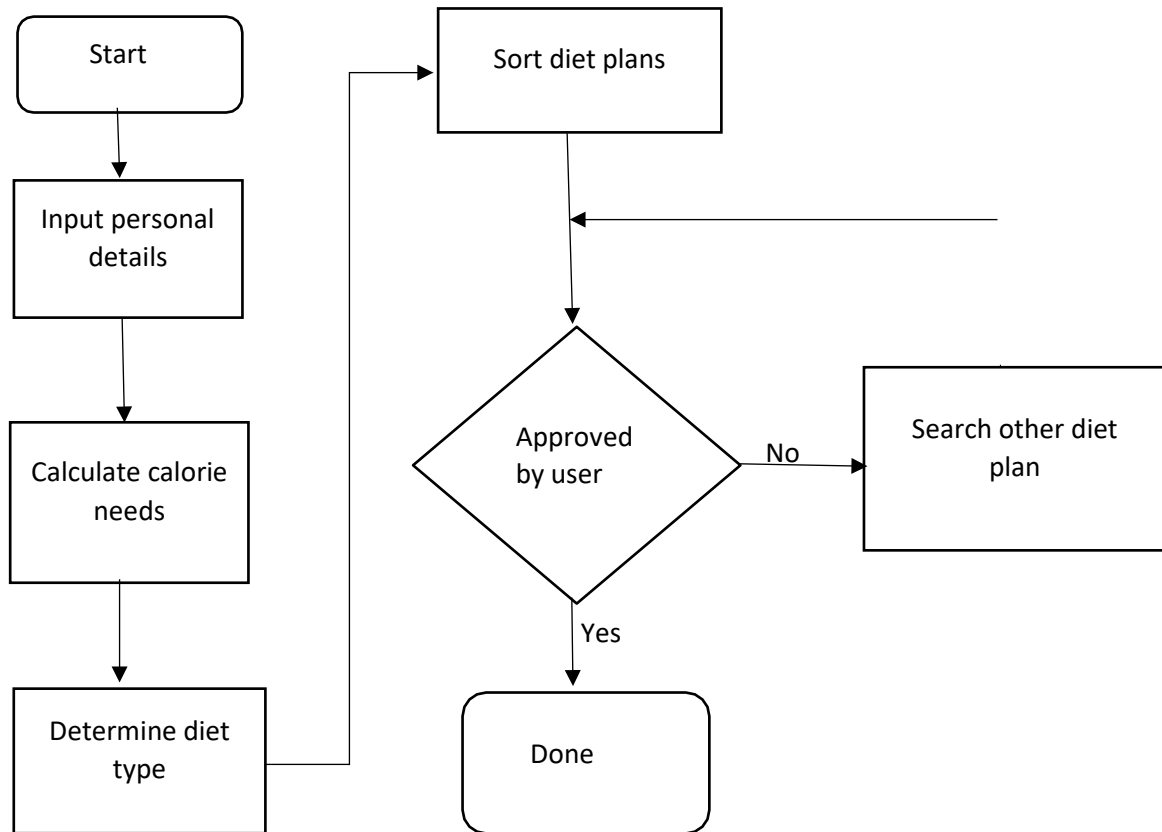 Start
Input personal
details
Calculate calorie
needs
Determine diet
type
Sort diet plans
Approved
by user
No
Search other diet
plan
Yes
Done